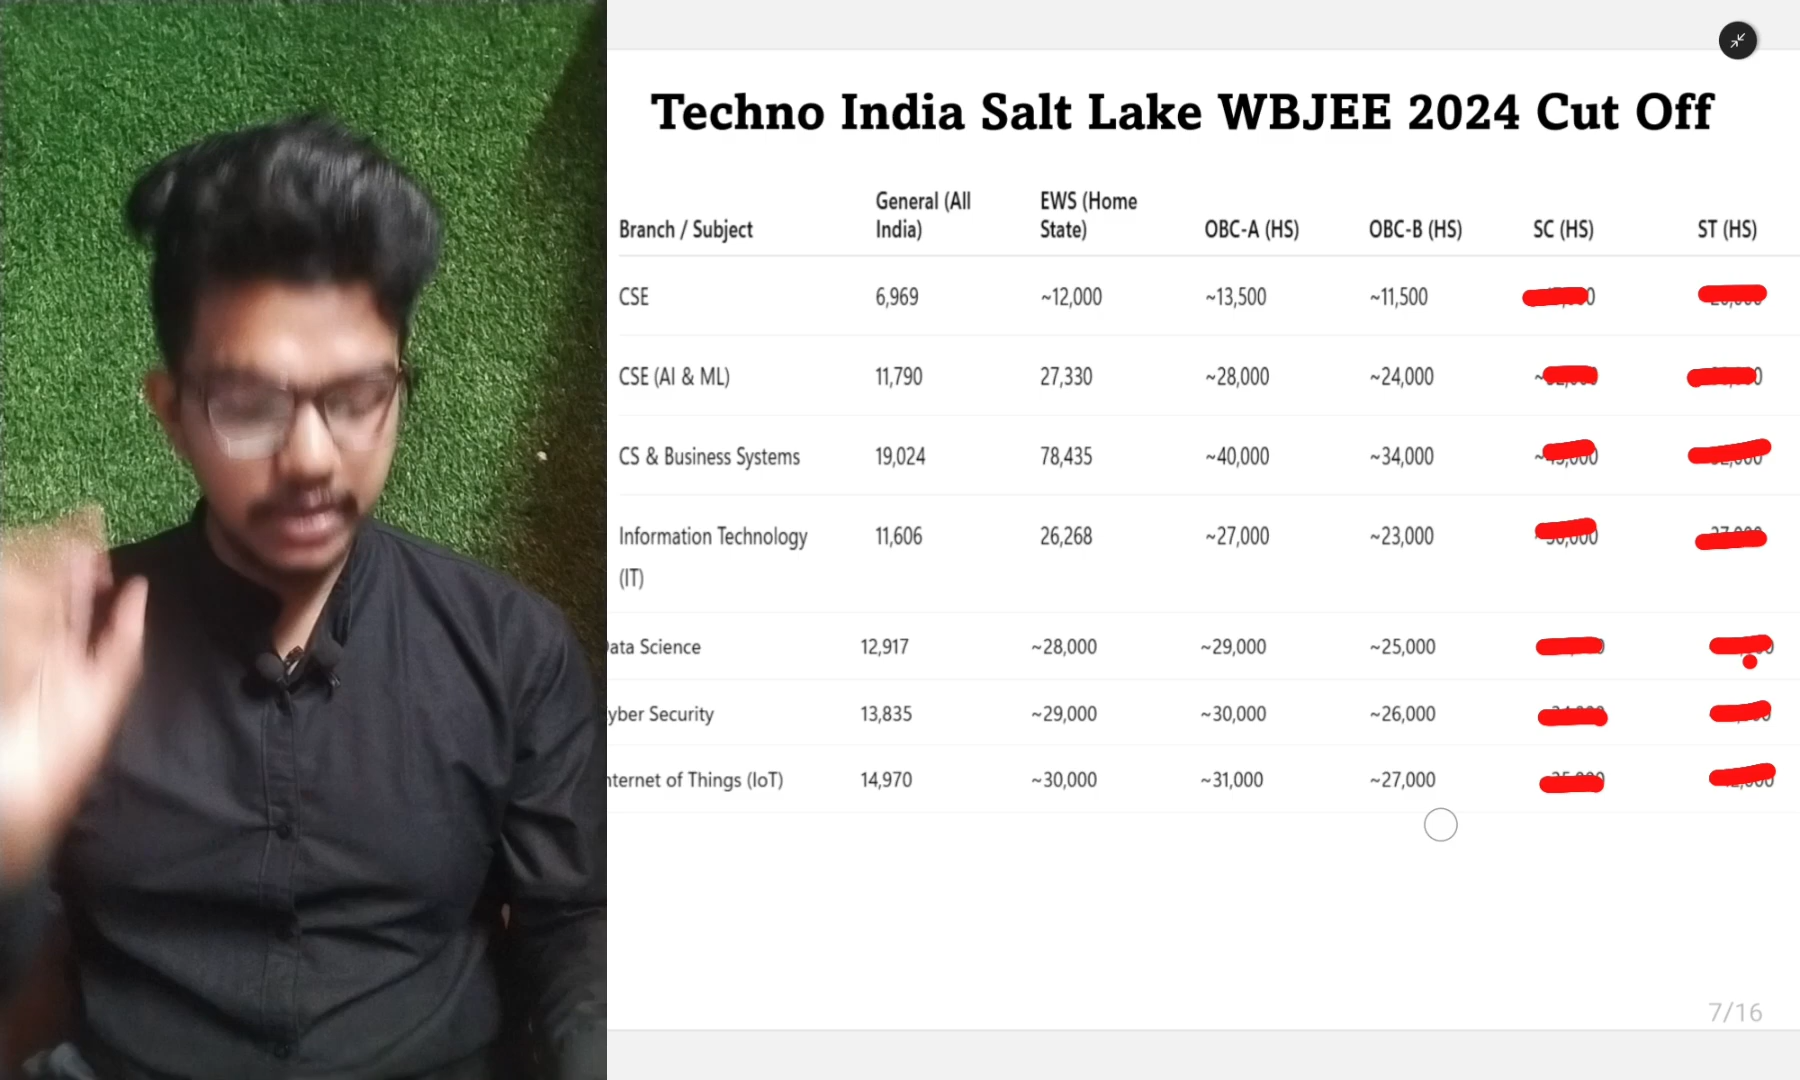 Techno India Salt Lake WBJEE 2024 Cut Off
Branch / Subject General (All India) EWS (Home State) OBC-A (HS) OBC-B (HS) SC (HS) ST (HS)
CSE 6,969 ~12,000 ~13,500 ~11,500
CSE (AI & ML) 11,790 27,330 ~28,000 ~24,000
CS & Business Systems 19,024 78,435 ~40,000 ~34,000
Information Technology (IT) 11,606 26,268 ~27,000 ~23,000
ata Science 12,917 ~28,000 ~29,000 ~25,000
yber Security 13,835 ~29,000 ~30,000 ~26,000
nternet of Things (IoT) 14,970 ~30,000 ~31,000 ~27,000
7/16